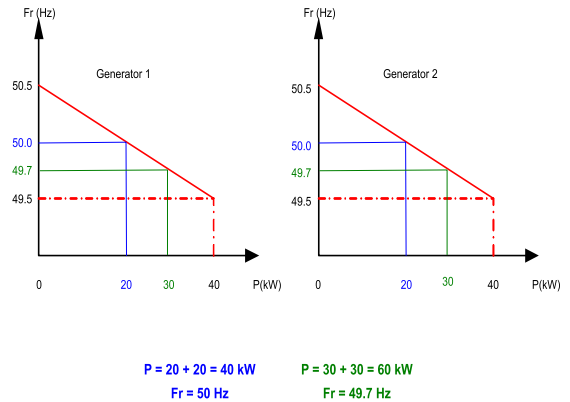 Fr (Hz)
Generator 1
50.5
50.0
49.7
49.5
0
20
30
40
P(kW)
Fr (Hz)
Generator 2
50.5
50.0
49.7
49.5
0
20
30
40
P(kW)
P = 20 + 20 = 40 kW
Fr = 50 Hz
P = 30 + 30 = 60 kW
Fr = 49.7 Hz